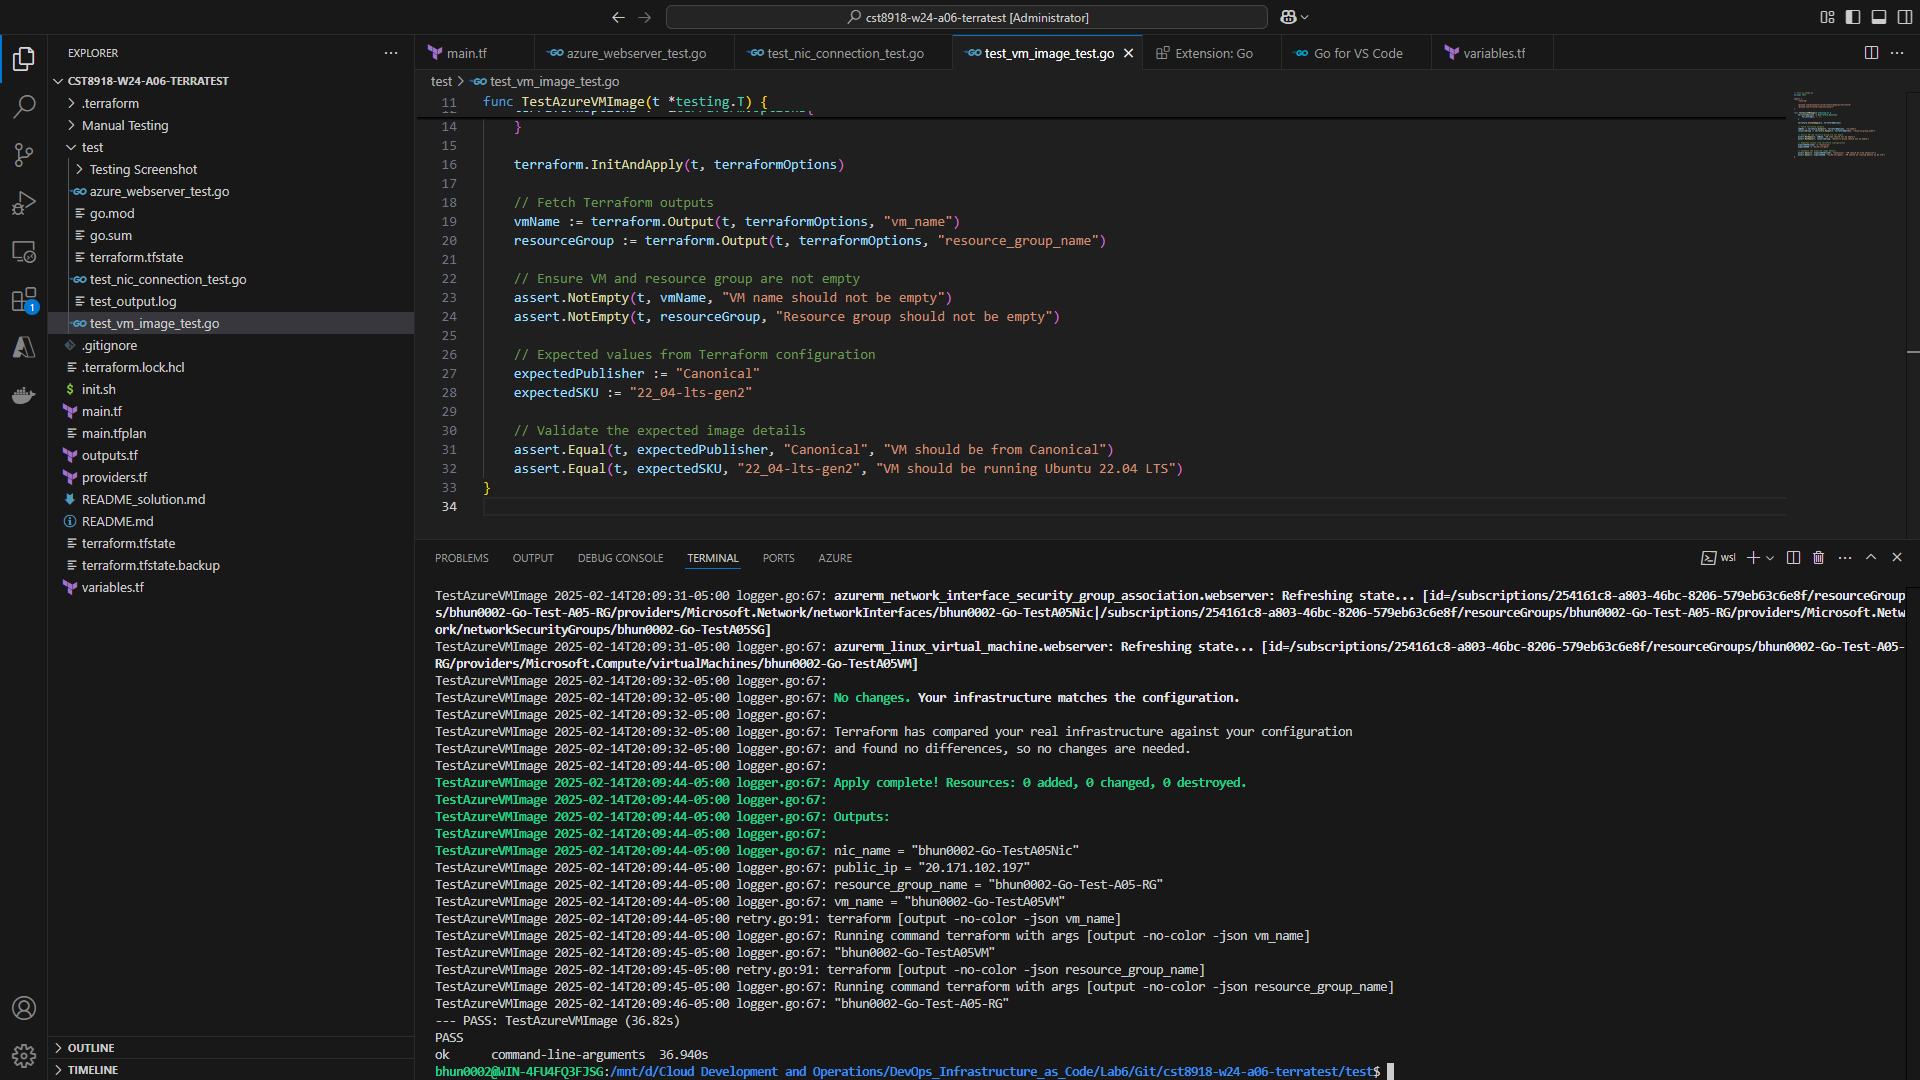 cst8918-w24-a06-terratest [Administrator]
EXPLORER
CST8918-W24-A06-TERRATEST
.terraform
Manual Testing
test
Testing Screenshot
azure_webserver_test.go
go.mod
go.sum
terraform.tfstate
test_nic_connection_test.go
test_output.log
test_vm_image_test.go
.gitignore
.terraform.lock.hcl
init.sh
main.tf
main.tfplan
outputs.tf
providers.tf
README_solution.md
README.md
terraform.tfstate
terraform.tfstate.backup
variables.tf
OUTLINE
TIMELINE
1
main.tf
azure_webserver_test.go
test_nic_connection_test.go
test_vm_image_test.go
Extension: Go
Go for VS Code
variables.tf
test > test_vm_image_test.go
11 func TestAzureVMImage(t *testing.T) {
14 }
15
16 terraform.InitAndApply(t, terraformOptions)
17
18 // Fetch Terraform outputs
19 vmName := terraform.Output(t, terraformOptions, "vm_name")
20 resourceGroup := terraform.Output(t, terraformOptions, "resource_group_name")
21
22 // Ensure VM and resource group are not empty
23 assert.NotEmpty(t, vmName, "VM name should not be empty")
24 assert.NotEmpty(t, resourceGroup, "Resource group should not be empty")
25
26 // Expected values from Terraform configuration
27 expectedPublisher := "Canonical"
28 expectedSKU := "22_04-lts-gen2"
29
30 // Validate the expected image details
31 assert.Equal(t, expectedPublisher, "Canonical", "VM should be from Canonical")
32 assert.Equal(t, expectedSKU, "22_04-lts-gen2", "VM should be running Ubuntu 22.04 LTS")
33 }
34
PROBLEMS OUTPUT DEBUG CONSOLE TERMINAL PORTS AZURE
wsl
TestAzureVMImage 2025-02-14T20:09:31-05:00 logger.go:67: azurerm_network_interface_security_group_association.webserver: Refreshing state... [id=/subscriptions/254161c8-a803-46bc-8206-579eb63c6e8f/resourceGroup
s/bhun0002-Go-Test-A05-RG/providers/Microsoft.Network/networkInterfaces/bhun0002-Go-TestA05Nic|/subscriptions/254161c8-a803-46bc-8206-579eb63c6e8f/resourceGroups/bhun0002-Go-Test-A05-RG/providers/Microsoft.Netw
ork/networkSecurityGroups/bhun0002-Go-TestA05SG]
TestAzureVMImage 2025-02-14T20:09:31-05:00 logger.go:67: azurerm_linux_virtual_machine.webserver: Refreshing state... [id=/subscriptions/254161c8-a803-46bc-8206-579eb63c6e8f/resourceGroups/bhun0002-Go-Test-A05-
RG/providers/Microsoft.Compute/virtualMachines/bhun0002-Go-TestA05VM]
TestAzureVMImage 2025-02-14T20:09:32-05:00 logger.go:67:
TestAzureVMImage 2025-02-14T20:09:32-05:00 logger.go:67: No changes. Your infrastructure matches the configuration.
TestAzureVMImage 2025-02-14T20:09:32-05:00 logger.go:67:
TestAzureVMImage 2025-02-14T20:09:32-05:00 logger.go:67: Terraform has compared your real infrastructure against your configuration
TestAzureVMImage 2025-02-14T20:09:32-05:00 logger.go:67: and found no differences, so no changes are needed.
TestAzureVMImage 2025-02-14T20:09:44-05:00 logger.go:67:
TestAzureVMImage 2025-02-14T20:09:44-05:00 logger.go:67: Apply complete! Resources: 0 added, 0 changed, 0 destroyed.
TestAzureVMImage 2025-02-14T20:09:44-05:00 logger.go:67:
TestAzureVMImage 2025-02-14T20:09:44-05:00 logger.go:67: Outputs:
TestAzureVMImage 2025-02-14T20:09:44-05:00 logger.go:67:
TestAzureVMImage 2025-02-14T20:09:44-05:00 logger.go:67: nic_name = "bhun0002-Go-TestA05Nic"
TestAzureVMImage 2025-02-14T20:09:44-05:00 logger.go:67: public_ip = "20.171.102.197"
TestAzureVMImage 2025-02-14T20:09:44-05:00 logger.go:67: resource_group_name = "bhun0002-Go-Test-A05-RG"
TestAzureVMImage 2025-02-14T20:09:44-05:00 logger.go:67: vm_name = "bhun0002-Go-TestA05VM"
TestAzureVMImage 2025-02-14T20:09:44-05:00 retry.go:91: terraform [output -no-color -json vm_name]
TestAzureVMImage 2025-02-14T20:09:44-05:00 logger.go:67: Running command terraform with args [output -no-color -json vm_name]
TestAzureVMImage 2025-02-14T20:09:45-05:00 logger.go:67: "bhun0002-Go-TestA05VM"
TestAzureVMImage 2025-02-14T20:09:45-05:00 retry.go:91: terraform [output -no-color -json resource_group_name]
TestAzureVMImage 2025-02-14T20:09:45-05:00 logger.go:67: Running command terraform with args [output -no-color -json resource_group_name]
TestAzureVMImage 2025-02-14T20:09:46-05:00 logger.go:67: "bhun0002-Go-Test-A05-RG"
--- PASS: TestAzureVMImage (36.82s)
PASS
ok command-line-arguments 36.940s
bhun0002@WIN-4FU4FQ3FJSG:/mnt/d/Cloud Development and Operations/DevOps_Infrastructure_as_Code/Lab6/Git/cst8918-w24-a06-terratest/test$